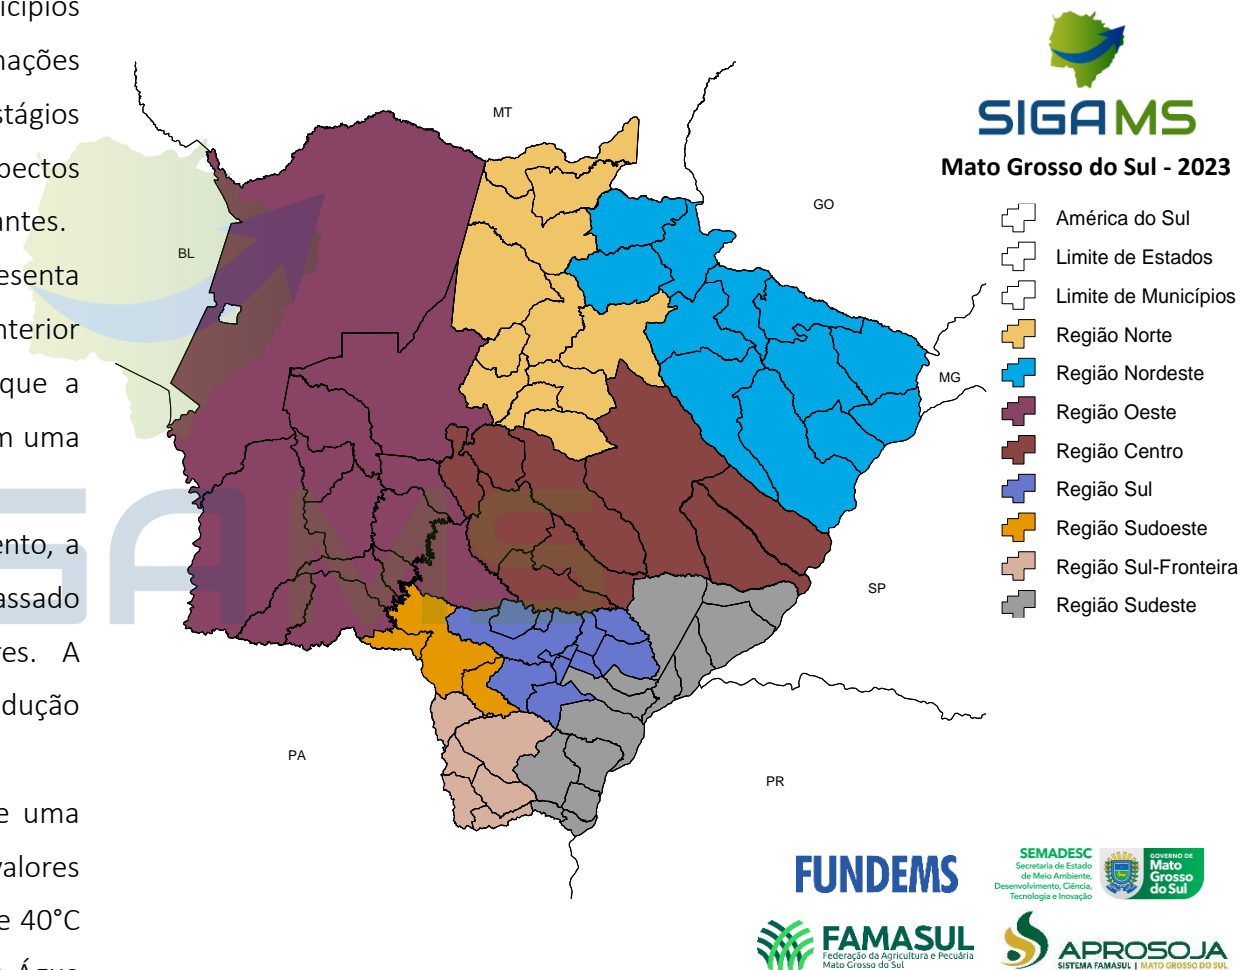 cipios
nações
stágios
pectos
antes.
esenta
nterior
que a
m uma
ento, a
assado
res. A
dução
e uma
valores
e 40°C
MT
GO
BL
MG
SP
PA
PR
SIGAMS
SIGAMS
Mato Grosso do Sul - 2023
América do Sul
Limite de Estados
Limite de Municípios
Região Norte
Região Nordeste
Região Oeste
Região Centro
Região Sul
Região Sudoeste
Região Sul-Fronteira
Região Sudeste
FUNDEMS
SEMADESC
Secretaria de Estado
de Meio Ambiente,
Desenvolvimento, Ciência,
Tecnologia e Inovação
GOVERNO DE
Mato
Grosso
do Sul
FAMASUL
Federação da Agricultura e Pecuária
Mato Grosso do Sul
APROSOJA
SISTEMA FAMASUL | MATO GROSSO DO SUL